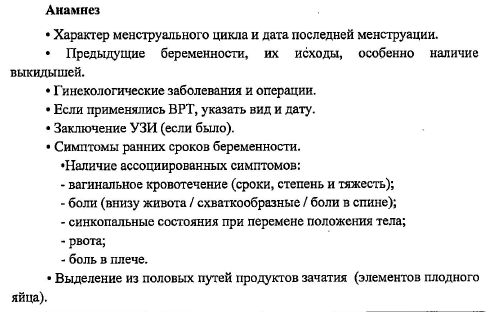 Анамнез
• Характер менструального цикла и дата последней менструации.
• Предыдущие беременности, их исходы, особенно наличие
выкидышей.
• Гинекологические заболевания и операции.
• Если применялись ВРТ, указать вид и дату.
• Заключение УЗИ (если было).
• Симптомы ранних сроков беременности.
•Наличие ассоциированных симптомов:
- вагинальное кровотечение (сроки, степень и тяжесть);
- боли (внизу живота / схваткообразные / боли в спине);
- синкопальные состояния при перемене положения тела;
- рвота;
- боль в плече.
• Выделение из половых путей продуктов зачатия (элементов плодного
яйца).